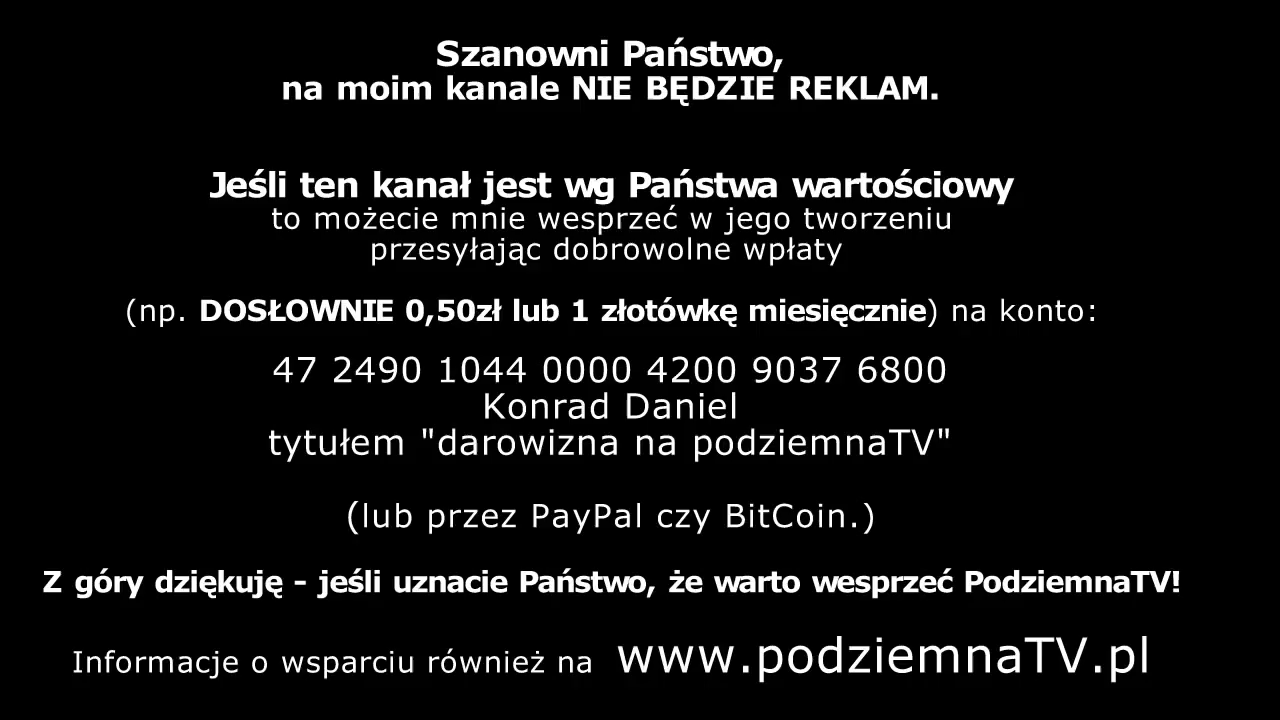 Szanowni Państwo,
na moim kanale NIE BĘDZIE REKLAM.
Jeśli ten kanał jest wg Państwa wartościowy
to możecie mnie wesprzeć w jego tworzeniu
przesyłając dobrowolne wpłaty
(np. DOSŁOWNIE 0,50zł lub 1 złotówkę miesięcznie) na konto:
47 2490 1044 0000 4200 9037 6800
Konrad Daniel
tytułem "darowizna na podziemnaTV"
(lub przez PayPal czy BitCoin.)
Z góry dziękuję - jeśli uznacie Państwo, że warto wesprzeć PodziemnaTV!
Informacje o wsparciu również na www.podziemnaTV.pl